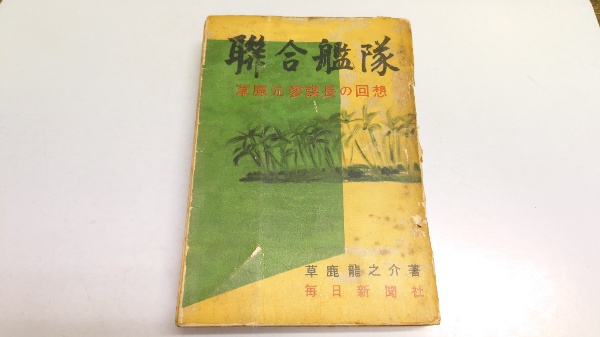 聯合艦隊
草鹿元参謀長の回想
草鹿龍之介著
毎日新聞社